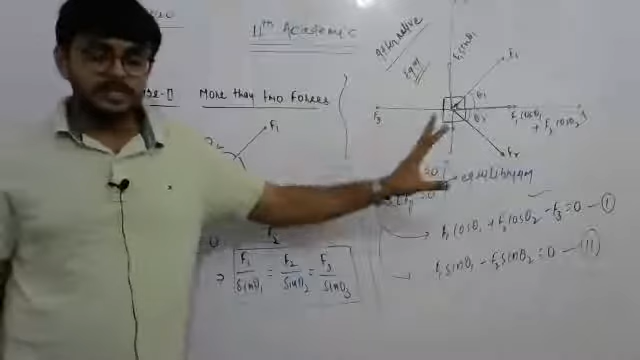 11th Academic
More than two forces
F1
F1/sinθ1 = F2/sinθ2 = F3/sinθ3
Alternative
Eqm
F1 sinθ1
F1
θ1
θ2
F3
F1 cosθ1
+ F2 cosθ2
F2
equilibrium
F1 cosθ1 + F2 cosθ2 - F3 = 0 — (I)
F1 sinθ1 - F2 sinθ2 = 0 — (II)